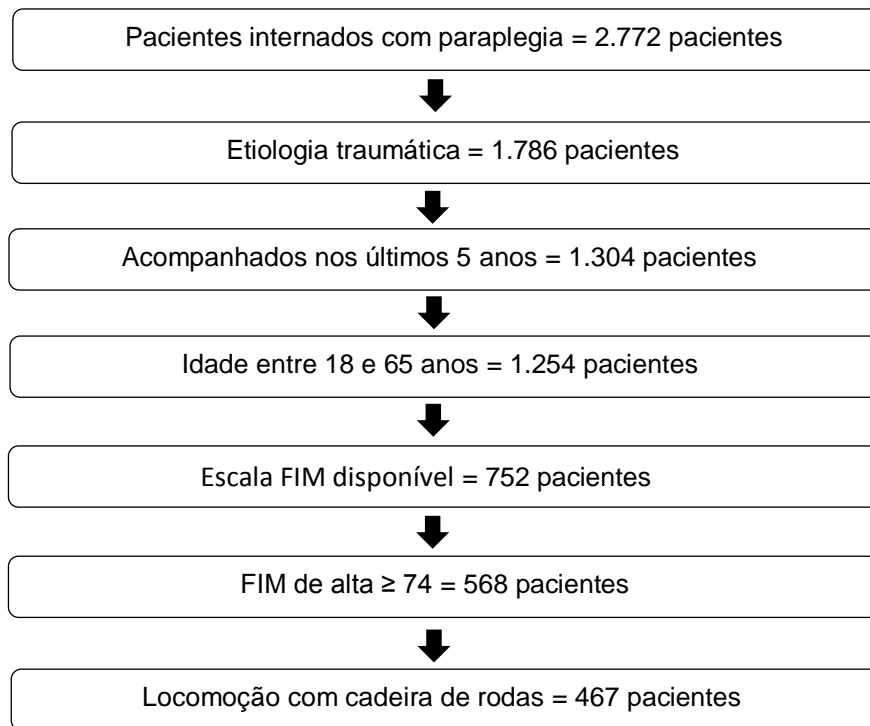 Pacientes internados com paraplegia = 2.772 pacientes
Etiologia traumática = 1.786 pacientes
Acompanhados nos últimos 5 anos = 1.304 pacientes
Idade entre 18 e 65 anos = 1.254 pacientes
Escala FIM disponível = 752 pacientes
FIM de alta ≥ 74 = 568 pacientes
Locomoção com cadeira de rodas = 467 pacientes